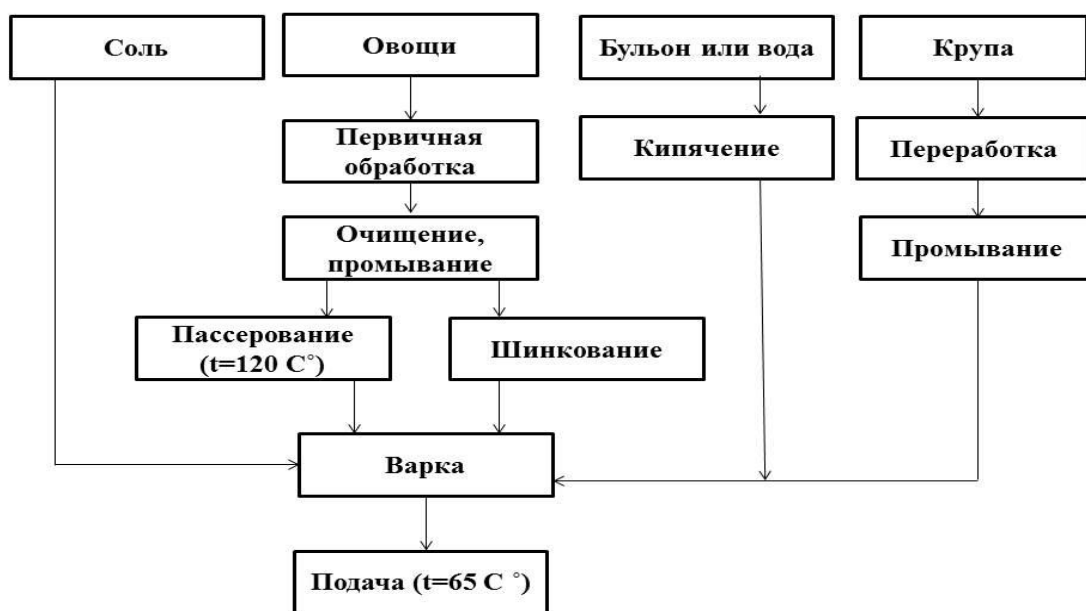 Соль
Овощи
Бульон или вода
Крупа
Первичная
обработка
Кипячение
Переработка
Очищение,
промывание
Промывание
Пассерование
(t=120 C˚)
Шинкование
Варка
Подача (t=65 C ˚)